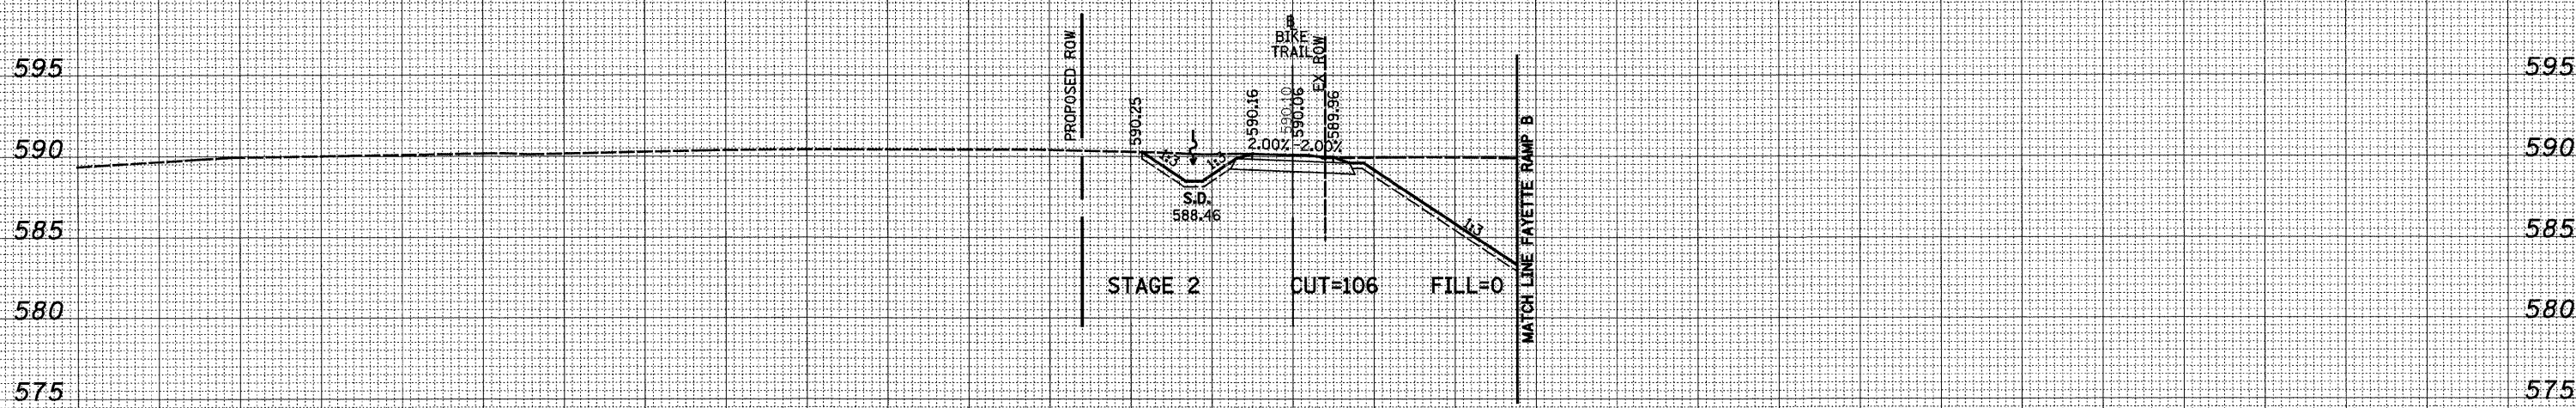 B
BIKE
TRAIL
PROPOSED ROW
EX ROW
595
595
590.25
590.16
590.10
590.06
589.96
590
590
1:3
1:3
2.00%
-2.00%
S.D.
588.46
585
585
1:3
STAGE 2
CUT=106
FILL=0
MATCH LINE FAYETTE RAMP B
580
580
575
575